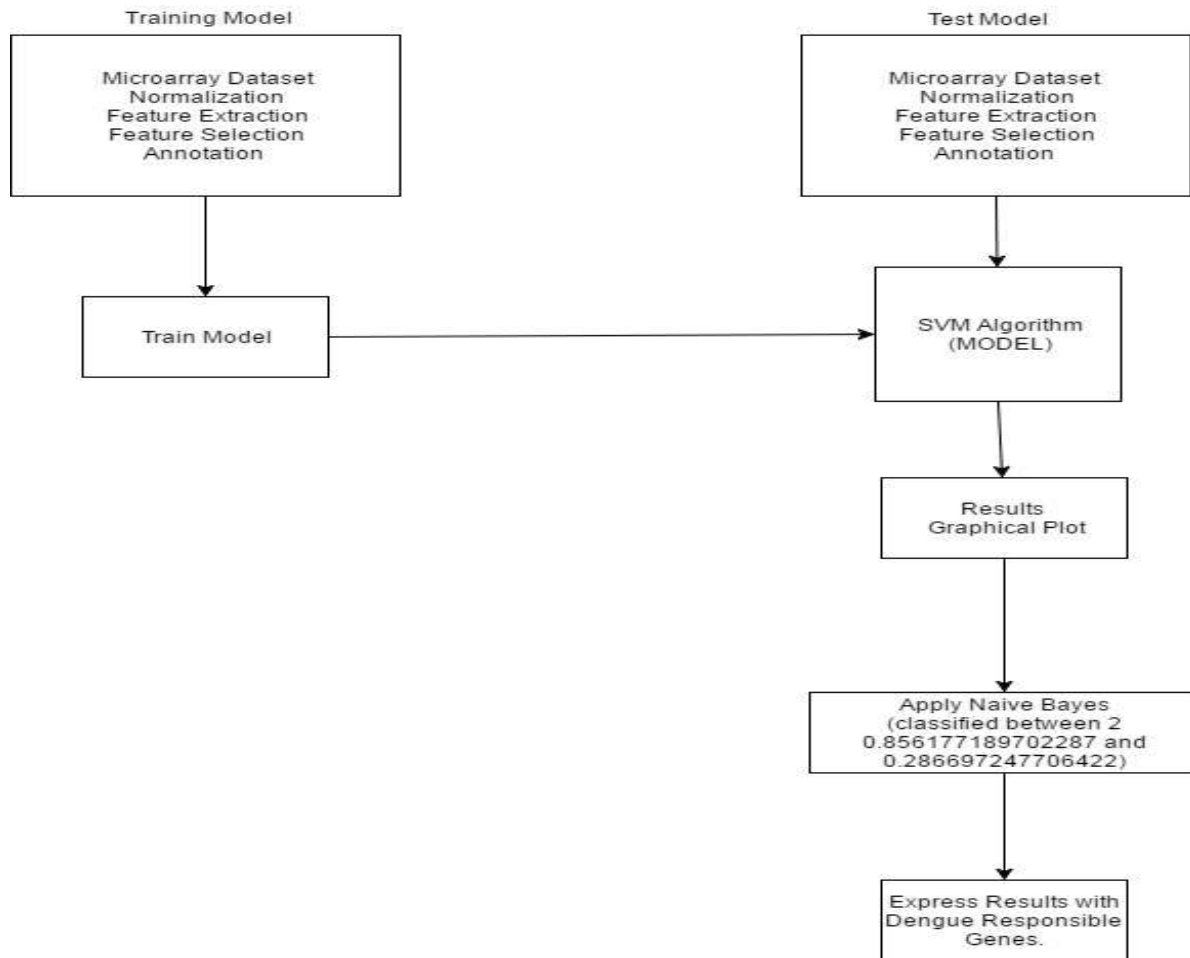 Training Model
Microarray Dataset
Normalization
Feature Extraction
Feature Selection
Annotation
Train Model
Test Model
Microarray Dataset
Normalization
Feature Extraction
Feature Selection
Annotation
SVM Algorithm
(MODEL)
Results
Graphical Plot
Apply Naive Bayes
(classified between 2
0.856177189702287 and
0.2866972477064​22)
Express Results with
Dengue Responsible
Genes.